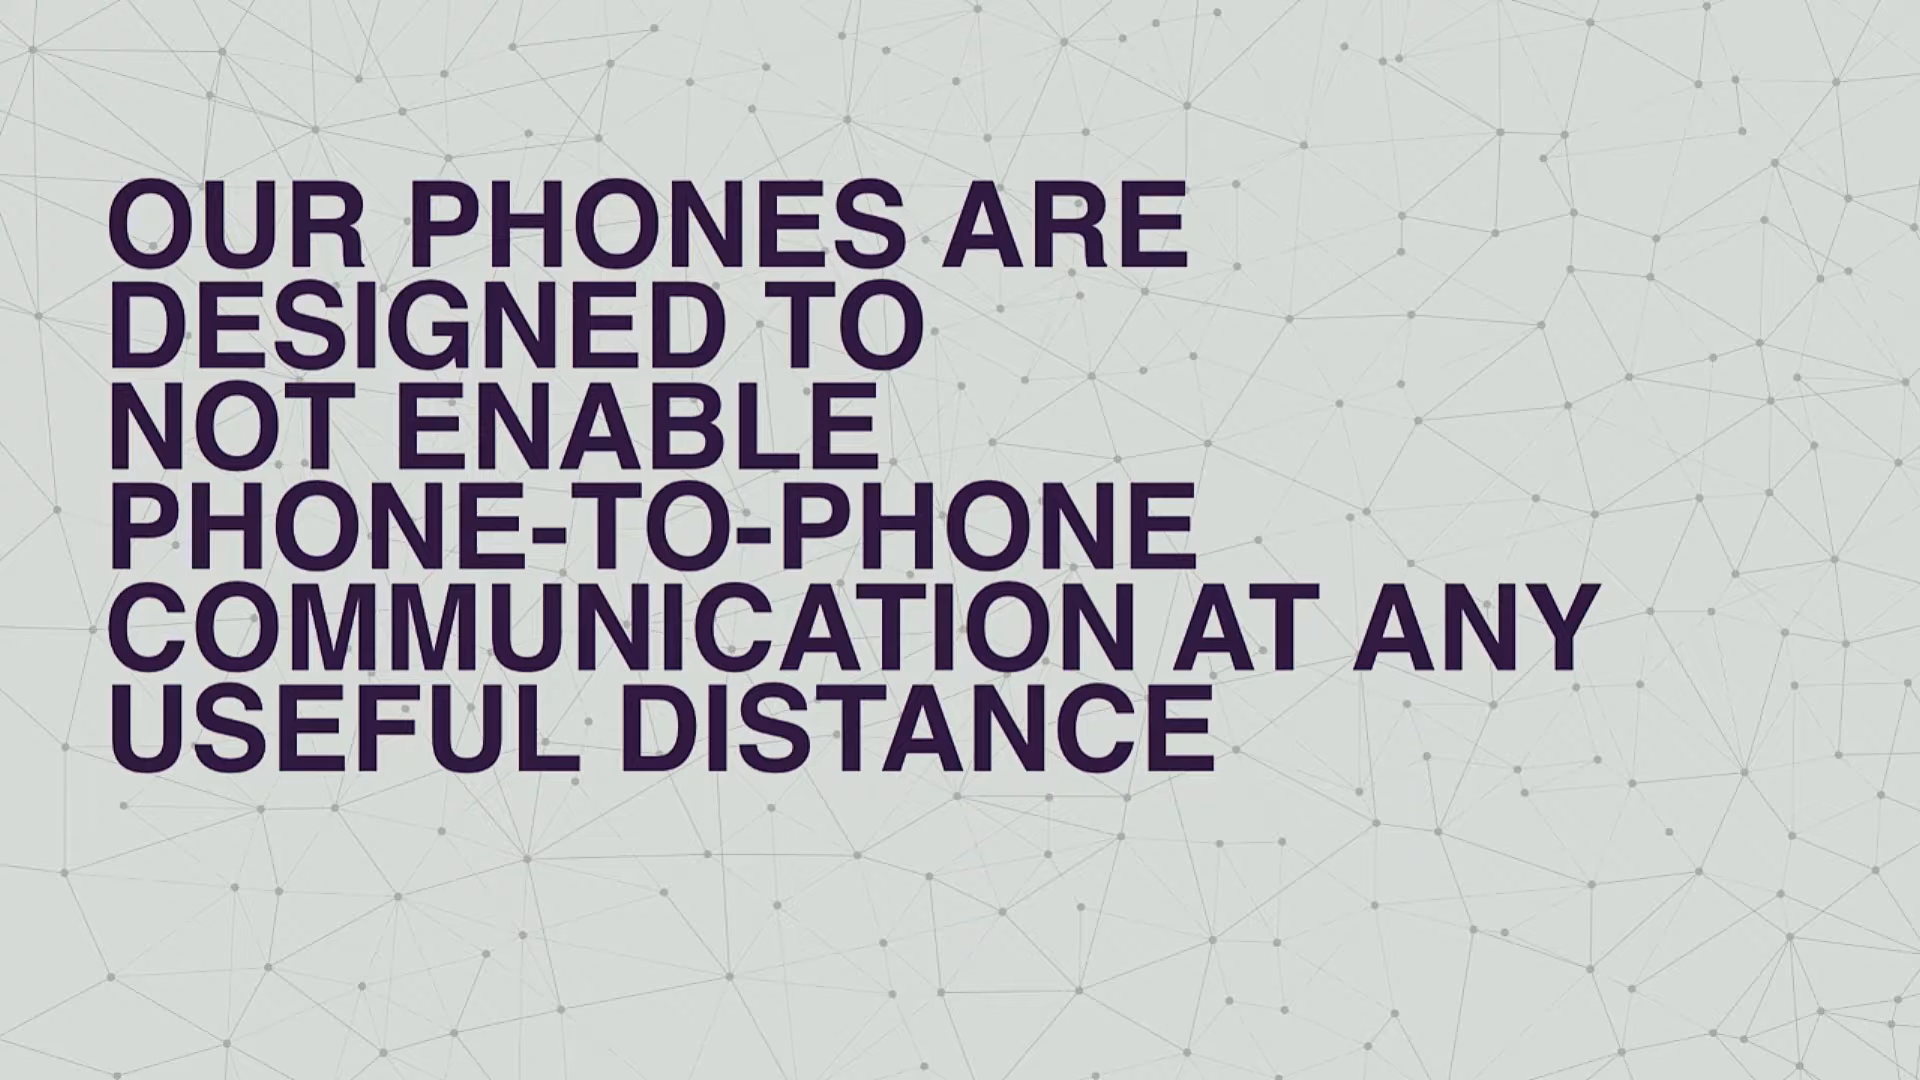 OUR PHONES ARE
DESIGNED TO
NOT ENABLE
PHONE-TO-PHONE
COMMUNICATION AT ANY
USEFUL DISTANCE